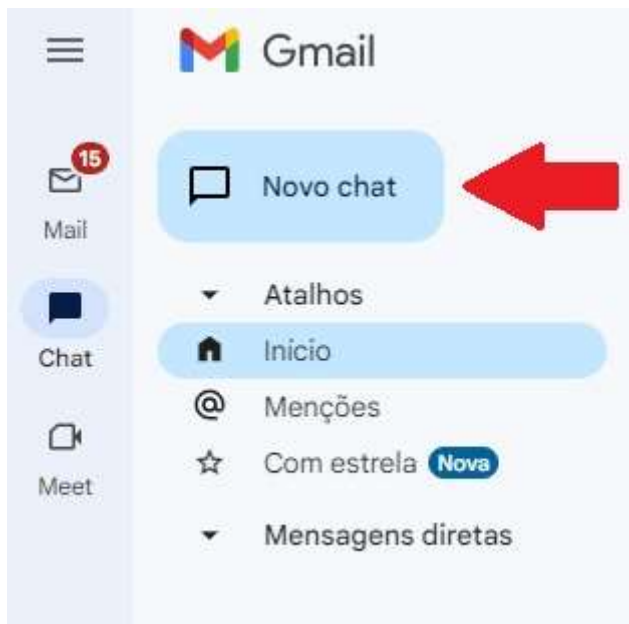 Gmail
15
Mail
Novo chat
Atalhos
Chat
Início
Menções
Com estrela Nova
Meet
Mensagens diretas